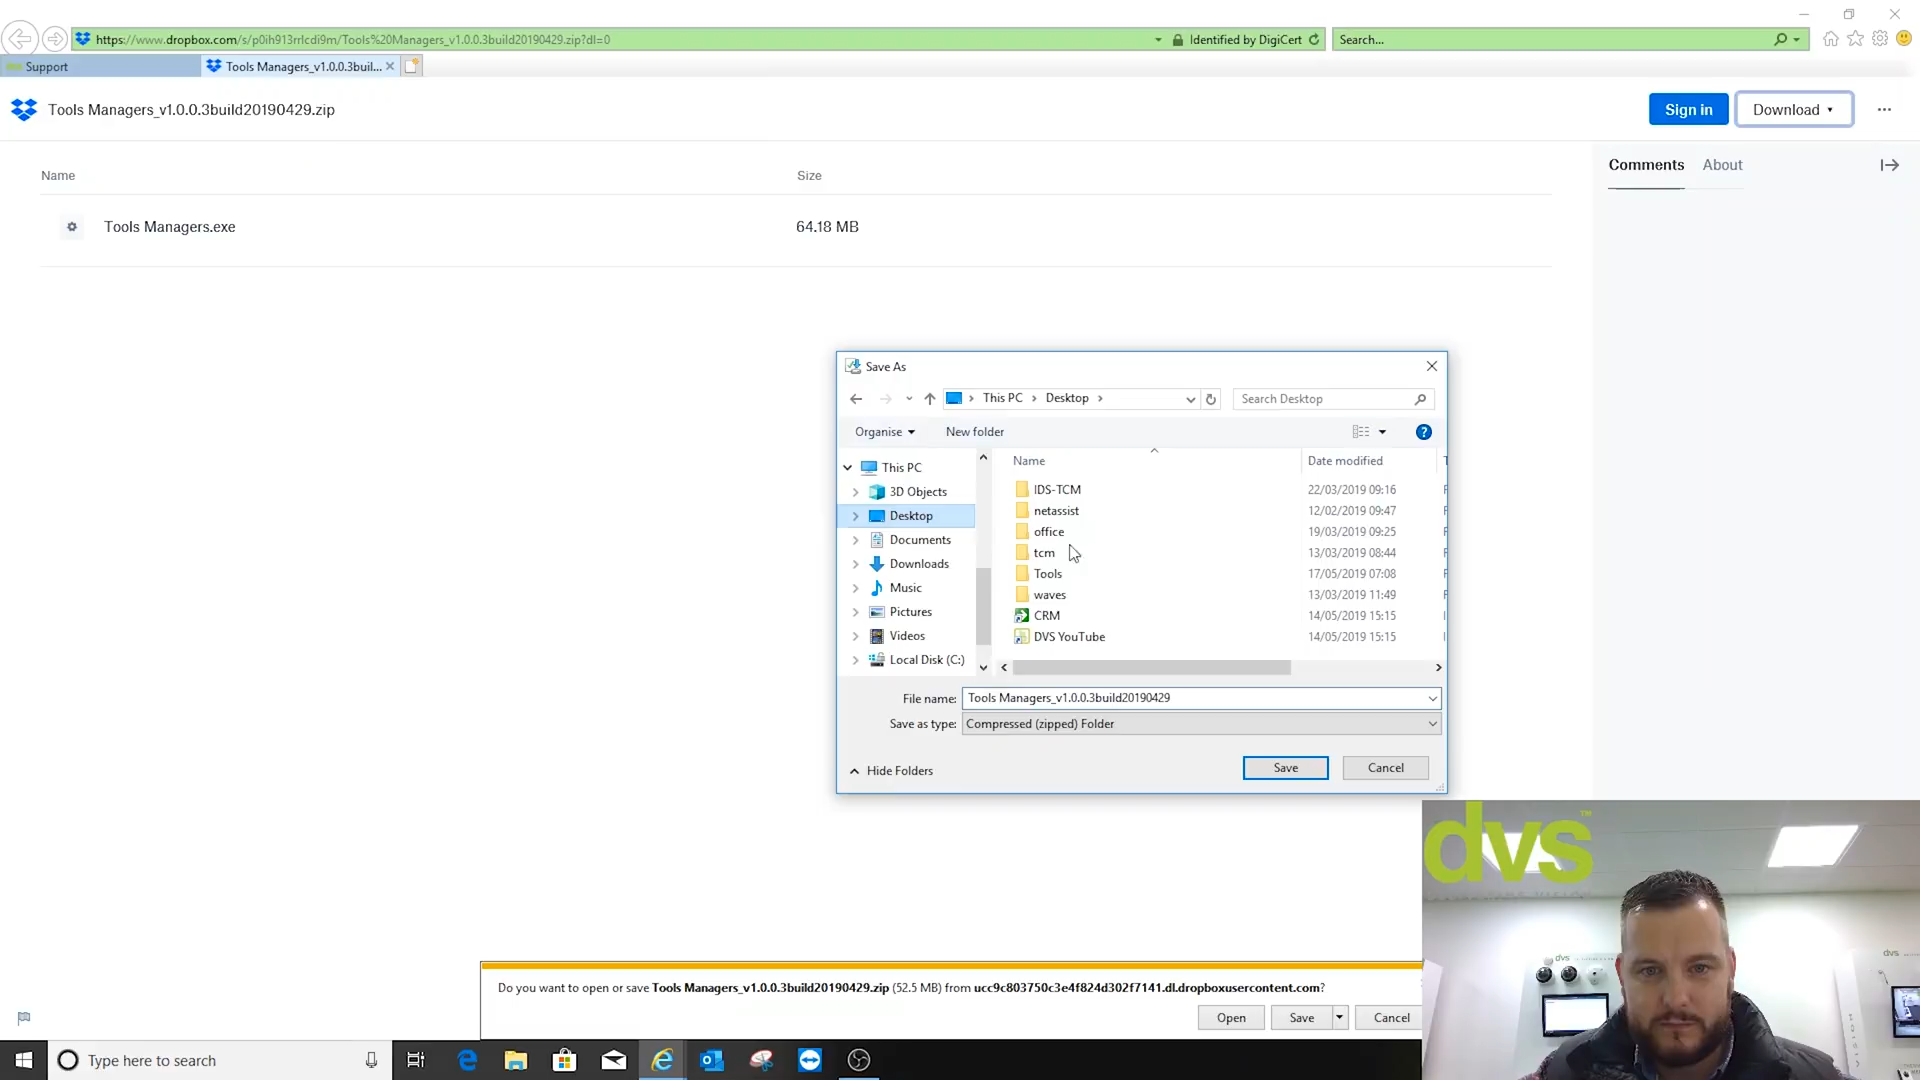 https://www.dropbox.com/s/p0ih913rrlcdi9m/Tools%20Managers_v1.0.0.3build20190429.zip?dl=0
Identified by DigiCert
Search...
Support
Tools Managers_v1.0.0.3buil...
Tools Managers_v1.0.0.3build20190429.zip
Sign in
Download
Comments
About
Name
Size
Tools Managers.exe
64.18 MB
Save As
This PC
Desktop
Search Desktop
Organise
New folder
Name
Date modified
This PC
3D Objects
Desktop
Documents
Downloads
Music
Pictures
Videos
Local Disk (C:)
IDS-TCM 22/03/2019 09:16
netassist 12/02/2019 09:47
office 19/03/2019 09:25
tcm 13/03/2019 08:44
Tools 17/05/2019 07:08
waves 13/03/2019 11:49
CRM 14/05/2019 15:15
DVS YouTube 14/05/2019 15:15
File name: Tools Managers_v1.0.0.3build20190429
Save as type: Compressed (zipped) Folder
Hide Folders
Save
Cancel
dvs™
dvs
dvs
Do you want to open or save Tools Managers_v1.0.0.3build20190429.zip (52.5 MB) from ucc9c803750c3e4f824d302f7141.dl.dropboxusercontent.com?
Open
Save
Cancel
Type here to search